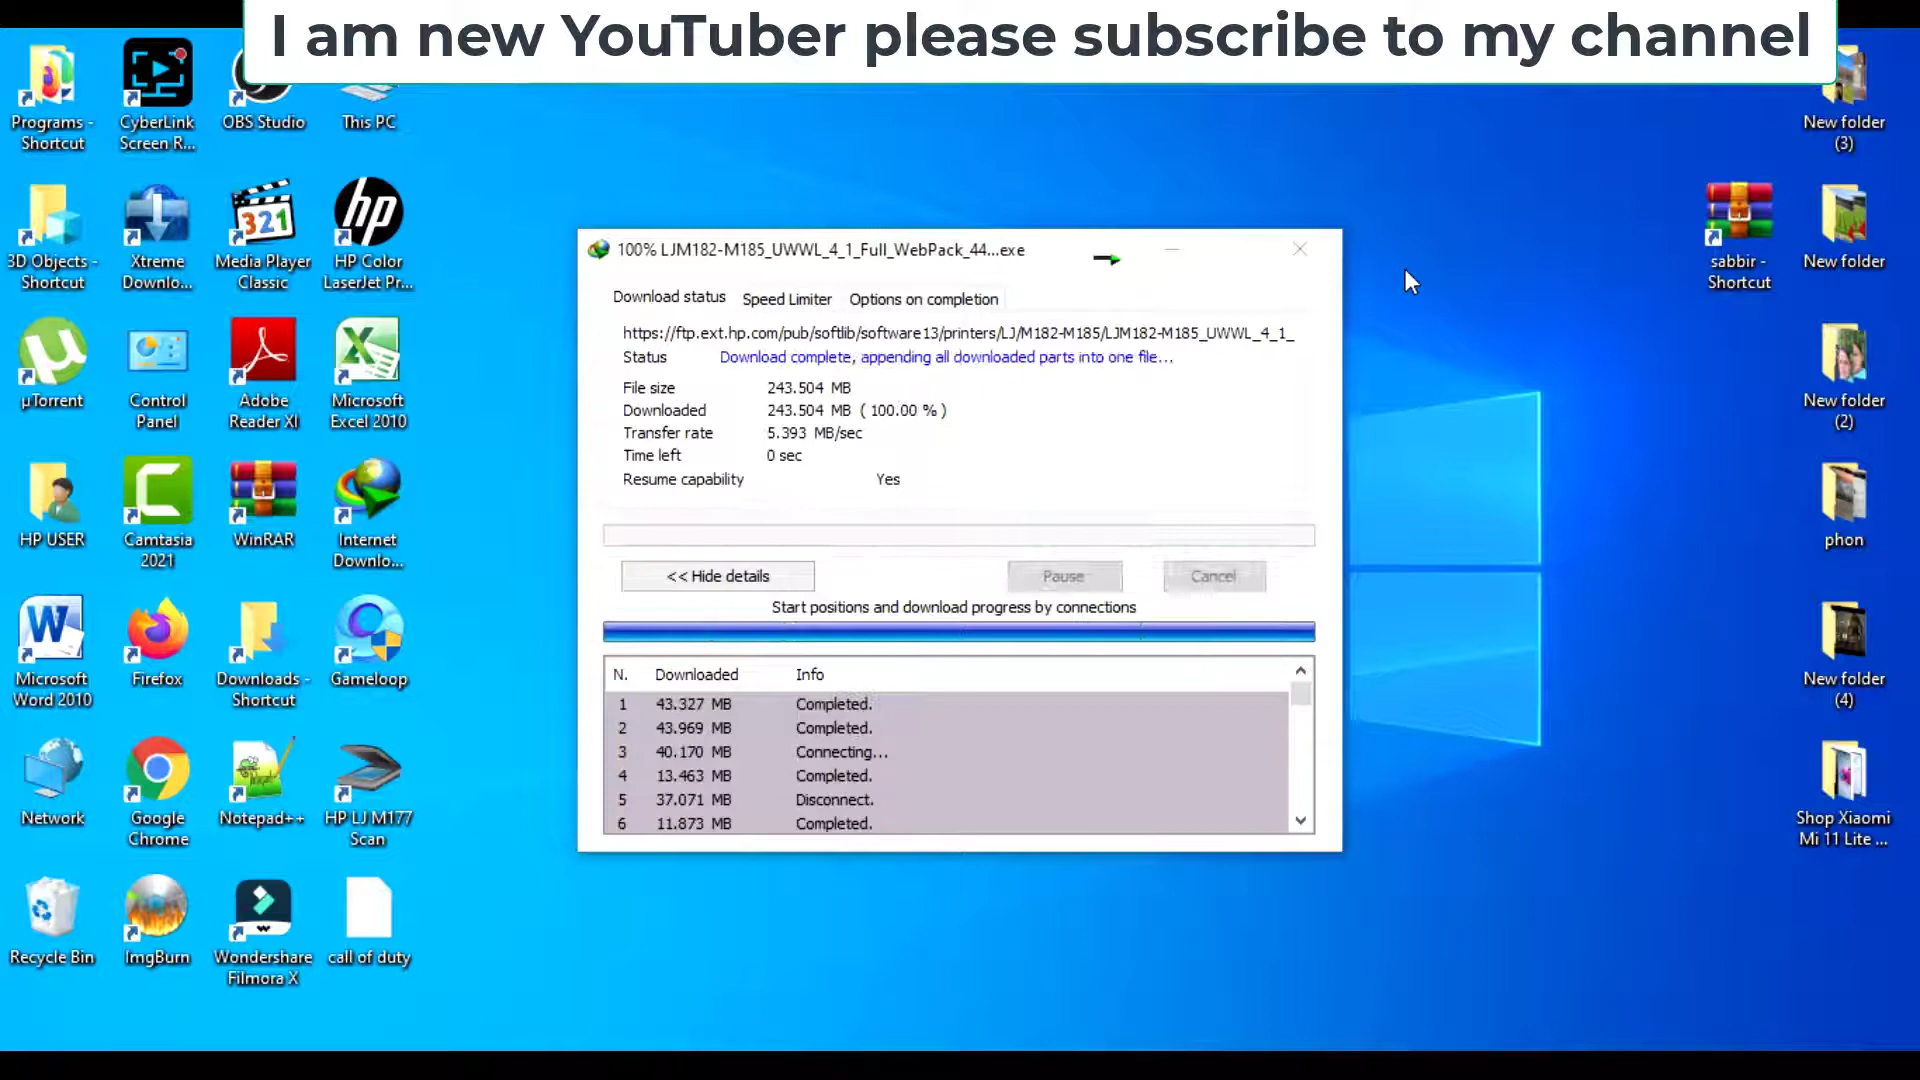 I am new YouTuber please subscribe to my channel
Programs -
Shortcut
CyberLink
Screen R...
OBS Studio
This PC
3D Objects -
Shortcut
Xtreme
Downlo...
321
Media Player
Classic
hp
HP Color
LaserJet Pr...
µTorrent
Control
Panel
Adobe
Reader XI
Microsoft
Excel 2010
HP USER
Camtasia
2021
WinRAR
Internet
Downlo...
Microsoft
Word 2010
Firefox
Downloads -
Shortcut
Gameloop
Network
Google
Chrome
Notepad++
HP LJ M177
Scan
Recycle Bin
ImgBurn
Wondershare
Filmora X
call of duty
100% LJM182-M185_UWWL_4_1_Full_WebPack_44...exe
Download status
Speed Limiter
Options on completion
https://ftp.ext.hp.com/pub/softlib/software13/printers/LJ/M182-M185/LJM182-M185_UWWL_4_1_
Status Download complete, appending all downloaded parts into one file...
File size 243.504 MB
Downloaded 243.504 MB ( 100.00 % )
Transfer rate 5.393 MB/sec
Time left 0 sec
Resume capability Yes
<< Hide details
Pause
Cancel
Start positions and download progress by connections
N. Downloaded Info
1 43.327 MB Completed.
2 43.969 MB Completed.
3 40.170 MB Connecting...
4 13.463 MB Completed.
5 37.071 MB Disconnect.
6 11.873 MB Completed.
sabbir -
Shortcut
New folder
(3)
New folder
New folder
(2)
phon
New folder
(4)
Shop Xiaomi
Mi 11 Lite ...